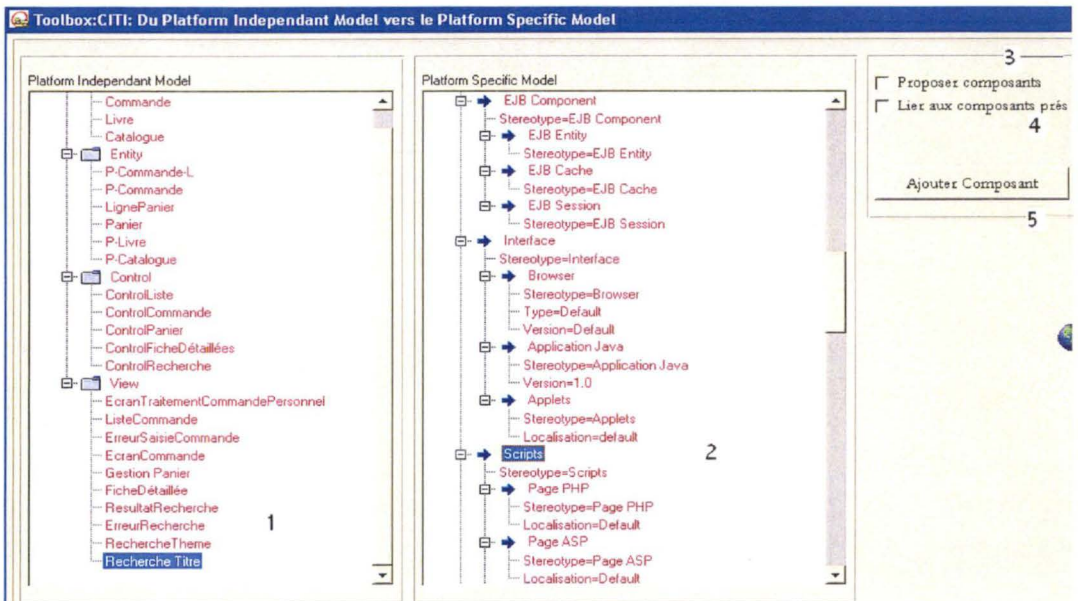 Toolbox:CITI: Du Platform Independant Model vers le Platform Specific Model
Platform Independant Model
Commande
Livre
Catalogue
Entity
P-Commande-L
P-Commande
LignePanier
Panier
P-Livre
P-Catalogue
Control
ControlListe
ControlCommande
ControlPanier
ControlFicheDétaillées
ControlRecherche
View
EcranTraitementCommandePersonnel
ListeCommande
ErreurSaisieCommande
EcranCommande
Gestion Panier
FicheDétaillée
ResultatRecherche
ErreurRecherche
RechercheTheme
Recherche Titre
1
Platform Specific Model
EJB Component
Stereotype=EJB Component
EJB Entity
Stereotype=EJB Entity
EJB Cache
Stereotype=EJB Cache
EJB Session
Stereotype=EJB Session
Interface
Stereotype=Interface
Browser
Stereotype=Browser
Type=Default
Version=Default
Application Java
Stereotype=Application Java
Version=1.0
Applets
Stereotype=Applets
Localisation=default
Scripts
Stereotype=Scripts
Page PHP
Stereotype=Page PHP
Localisation=Default
Page ASP
Stereotype=Page ASP
Localisation=Default
2
3
Proposer composants
Lier aux composants prés
4
Ajouter Composant
5